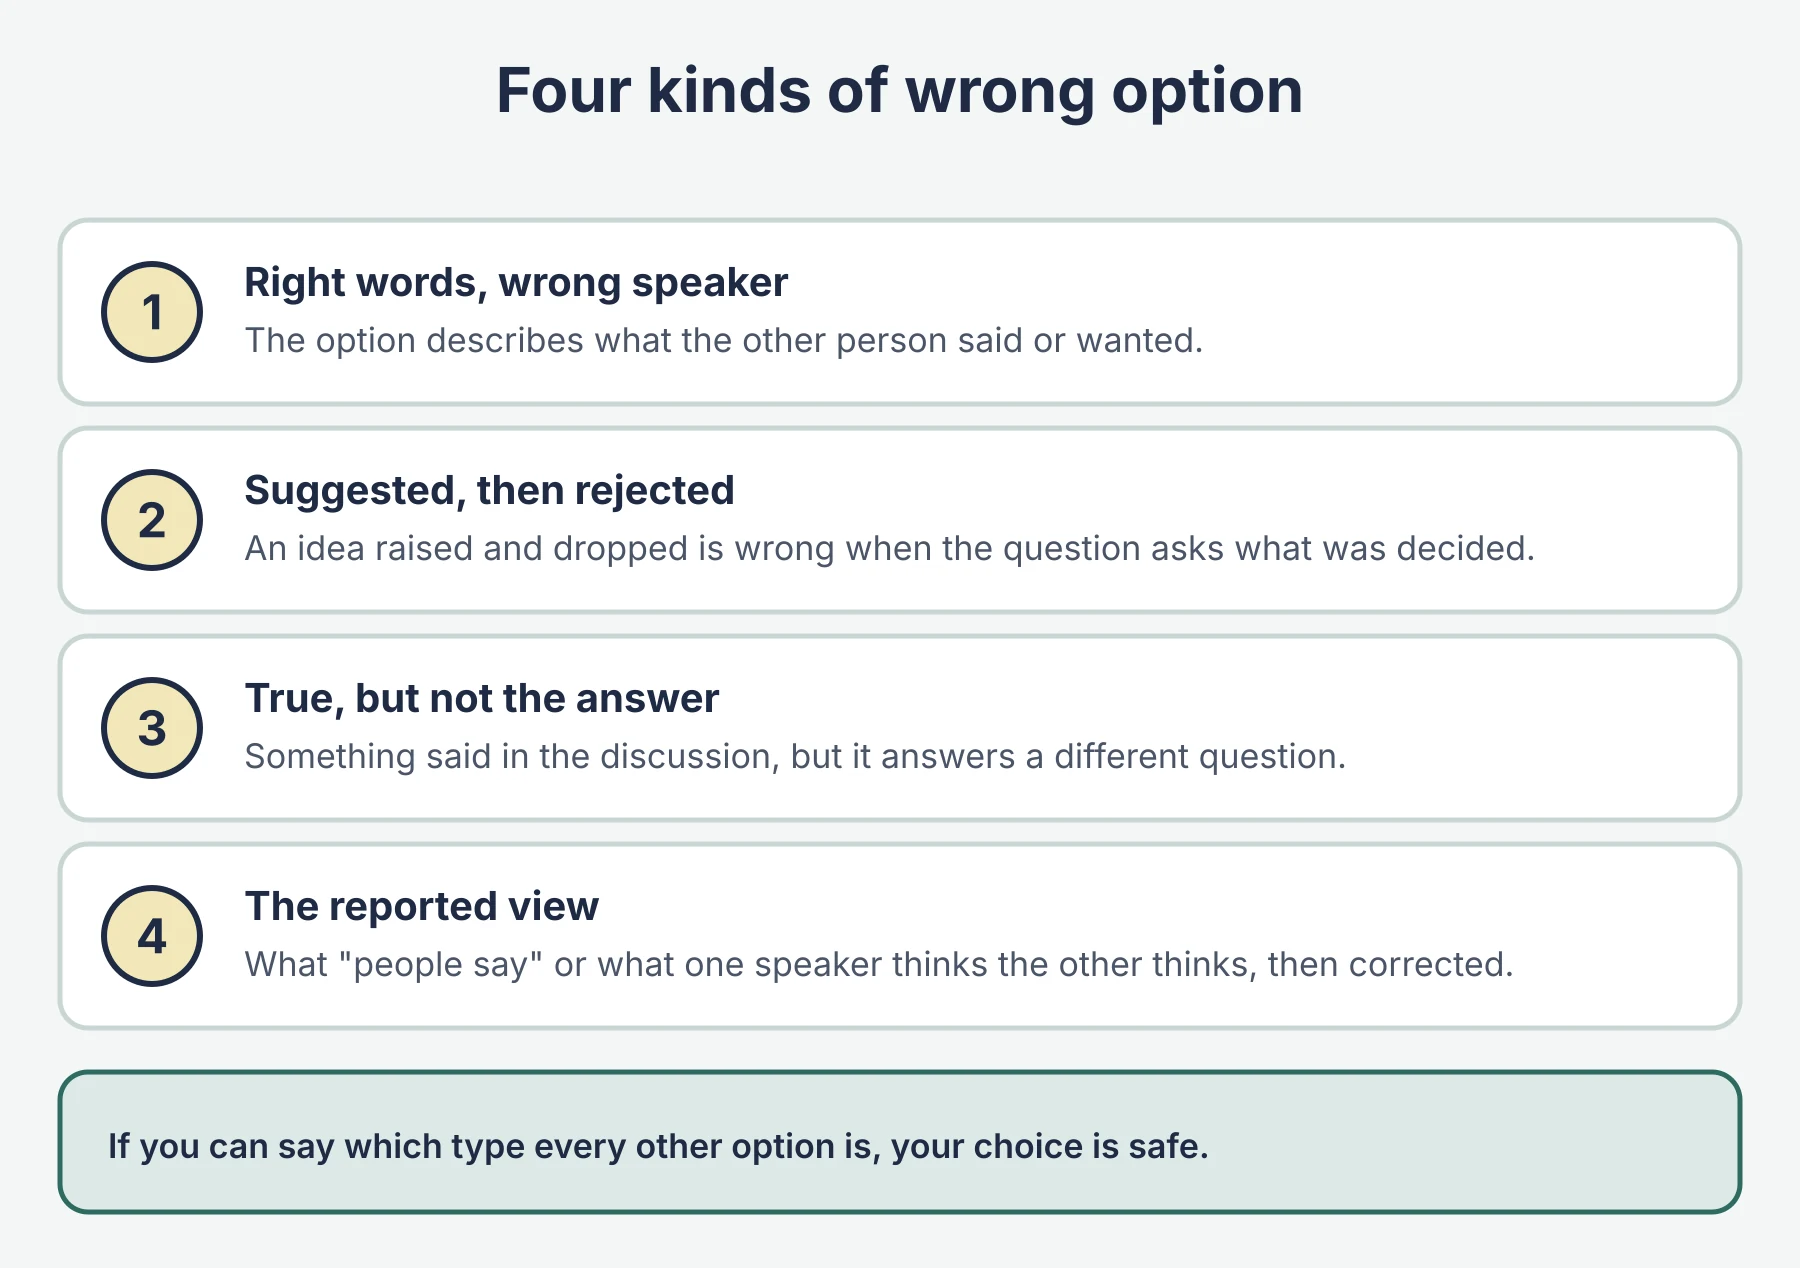 Four kinds of wrong option
1
Right words, wrong speaker
The option describes what the other person said or wanted.
2
Suggested, then rejected
An idea raised and dropped is wrong when the question asks what was decided.
3
True, but not the answer
Something said in the discussion, but it answers a different question.
4
The reported view
What "people say" or what one speaker thinks the other thinks, then corrected.
If you can say which type every other option is, your choice is safe.